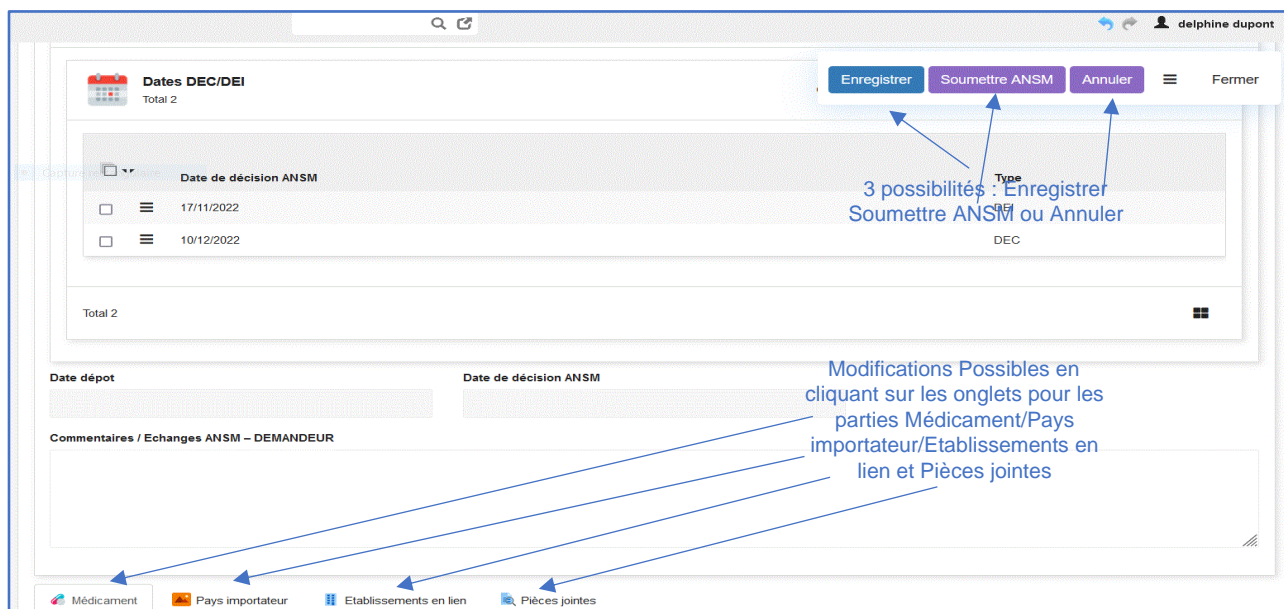 delphine dupont
Dates DEC/DEI
Total 2
Enregistrer Soumettre ANSM Annuler Fermer
Date de décision ANSM Type
3 possibilités : Enregistrer
Soumettre ANSM ou Annuler
17/11/2022 DEI
10/12/2022 DEC
Total 2
Modifications Possibles en
cliquant sur les onglets pour les
parties Médicament/Pays
importateur/Etablissements en
lien et Pièces jointes
Date dépot Date de décision ANSM
Commentaires / Echanges ANSM – DEMANDEUR
Médicament Pays importateur Etablissements en lien Pièces jointes